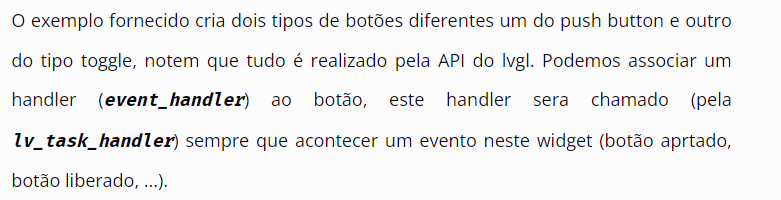 O exemplo fornecido cria dois tipos de botões diferentes um do push button e outro
do tipo toggle, notem que tudo é realizado pela API do lvgl. Podemos associar um
handler (event_handler) ao botão, este handler sera chamado (pela
lv_task_handler) sempre que acontecer um evento neste widget (botão aprtado,
botão liberado, ...).